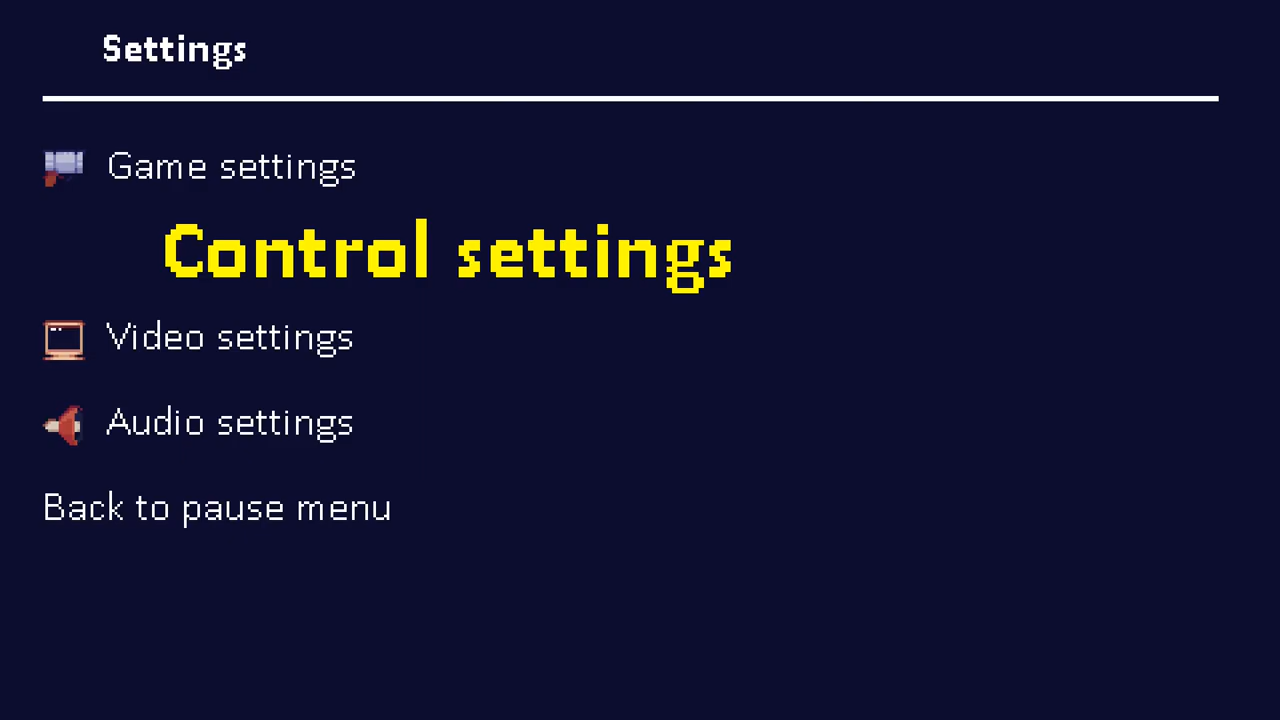 Settings
Game settings
Control settings
Video settings
Audio settings
Back to pause menu